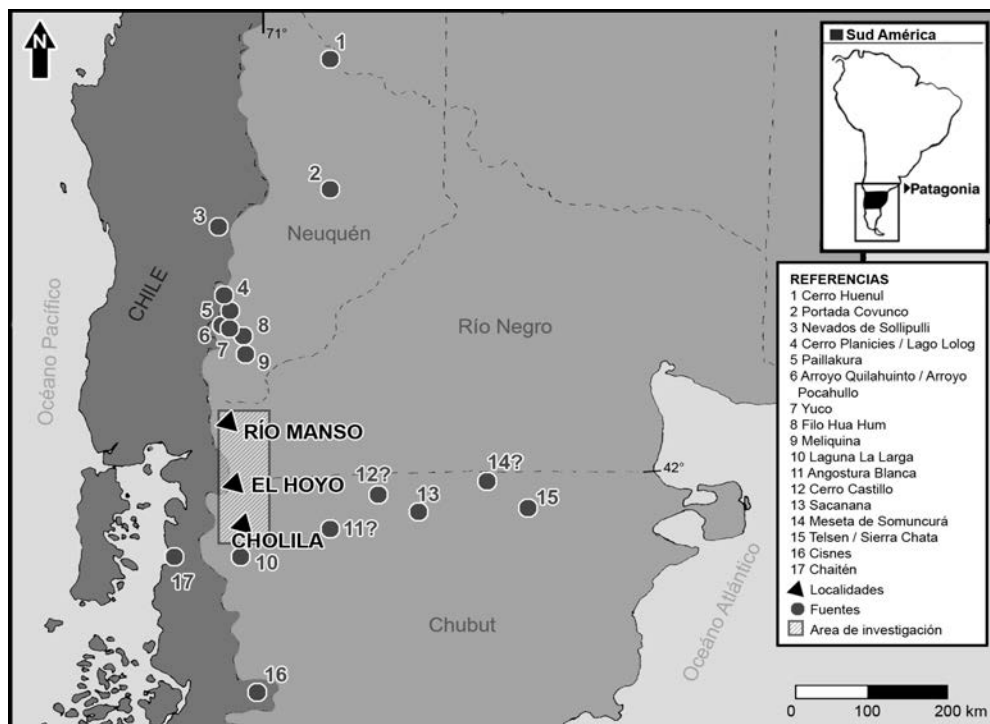 N
71°
1
2
Neuquén
3
CHILE
Océano Pacífico
4
5
6
7
8
9
Río Negro
RÍO MANSO
EL HOYO
CHOLILA
10
11?
12?
13
14?
15
42°
16
17
Chubut
Océano Atlántico
Sud América
Patagonia
REFERENCIAS
1 Cerro Huenul
2 Portada Covunco
3 Nevados de Sollipulli
4 Cerro Planicies / Lago Lolog
5 Paillakura
6 Arroyo Quilahuinto / Arroyo
Pocahullo
7 Yuco
8 Filo Hua Hum
9 Meliquina
10 Laguna La Larga
11 Angostura Blanca
12 Cerro Castillo
13 Sacanana
14 Meseta de Somuncurá
15 Telsen / Sierra Chata
16 Cisnes
17 Chaitén
Localidades
Fuentes
Area de investigación
0 100 200 km